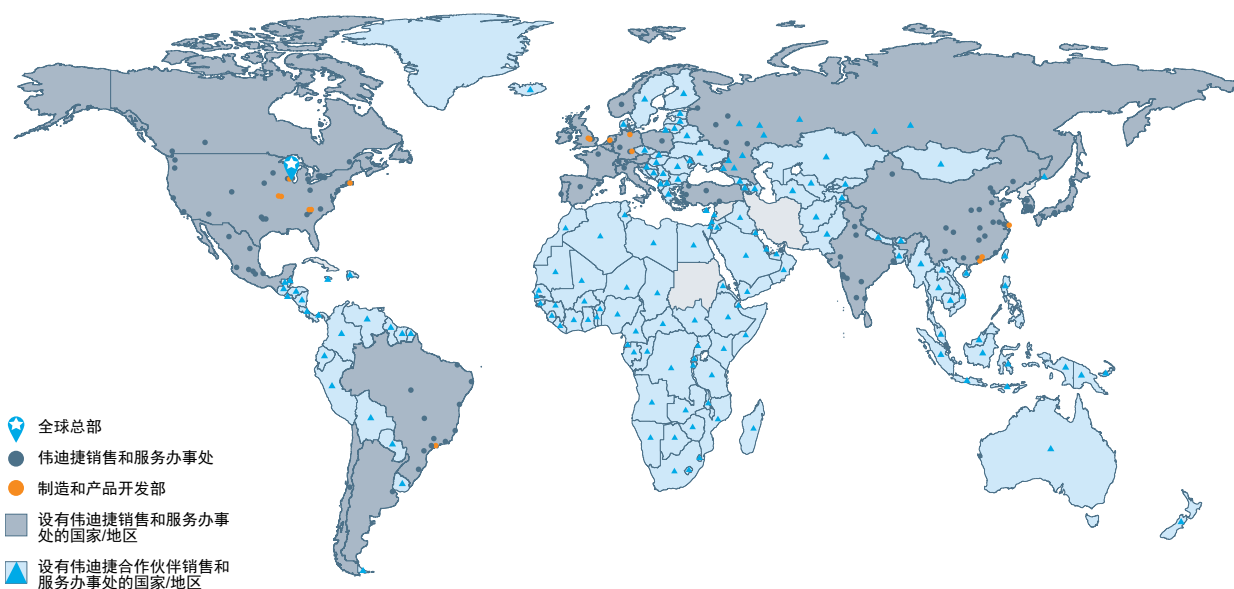 全球总部
伟迪捷销售和服务办事处
制造和产品开发部
设有伟迪捷销售和服务办事
处的国家/地区
设有伟迪捷合作伙伴销售和
服务办事处的国家/地区